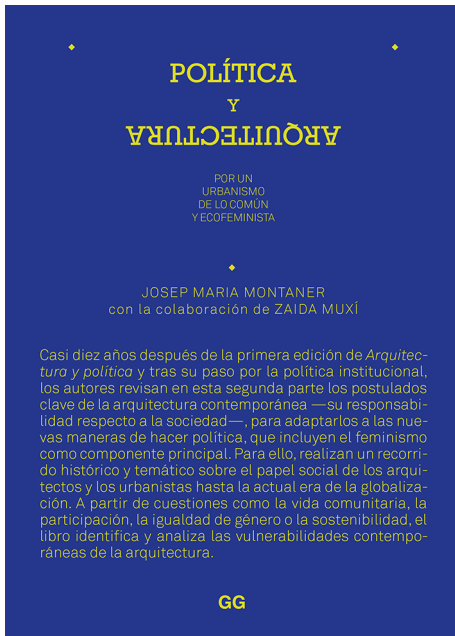 POLÍTICA
Y
ARQUITECTURA
POR UN
URBANISMO
DE LO COMÚN
Y ECOFEMINISTA
JOSEP MARIA MONTANER
con la colaboración de ZAIDA MUXÍ
Casi diez años después de la primera edición de Arquitec-
tura y política y tras su paso por la política institucional,
los autores revisan en esta segunda parte los postulados
clave de la arquitectura contemporánea —su responsabi-
lidad respecto a la sociedad—, para adaptarlos a las nue-
vas maneras de hacer política, que incluyen el feminismo
como componente principal. Para ello, realizan un recorri-
do histórico y temático sobre el papel social de los arqui-
tectos y los urbanistas hasta la actual era de la globaliza-
ción. A partir de cuestiones como la vida comunitaria, la
participación, la igualdad de género o la sostenibilidad, el
libro identifica y analiza las vulnerabilidades contempo-
ráneas de la arquitectura.
GG